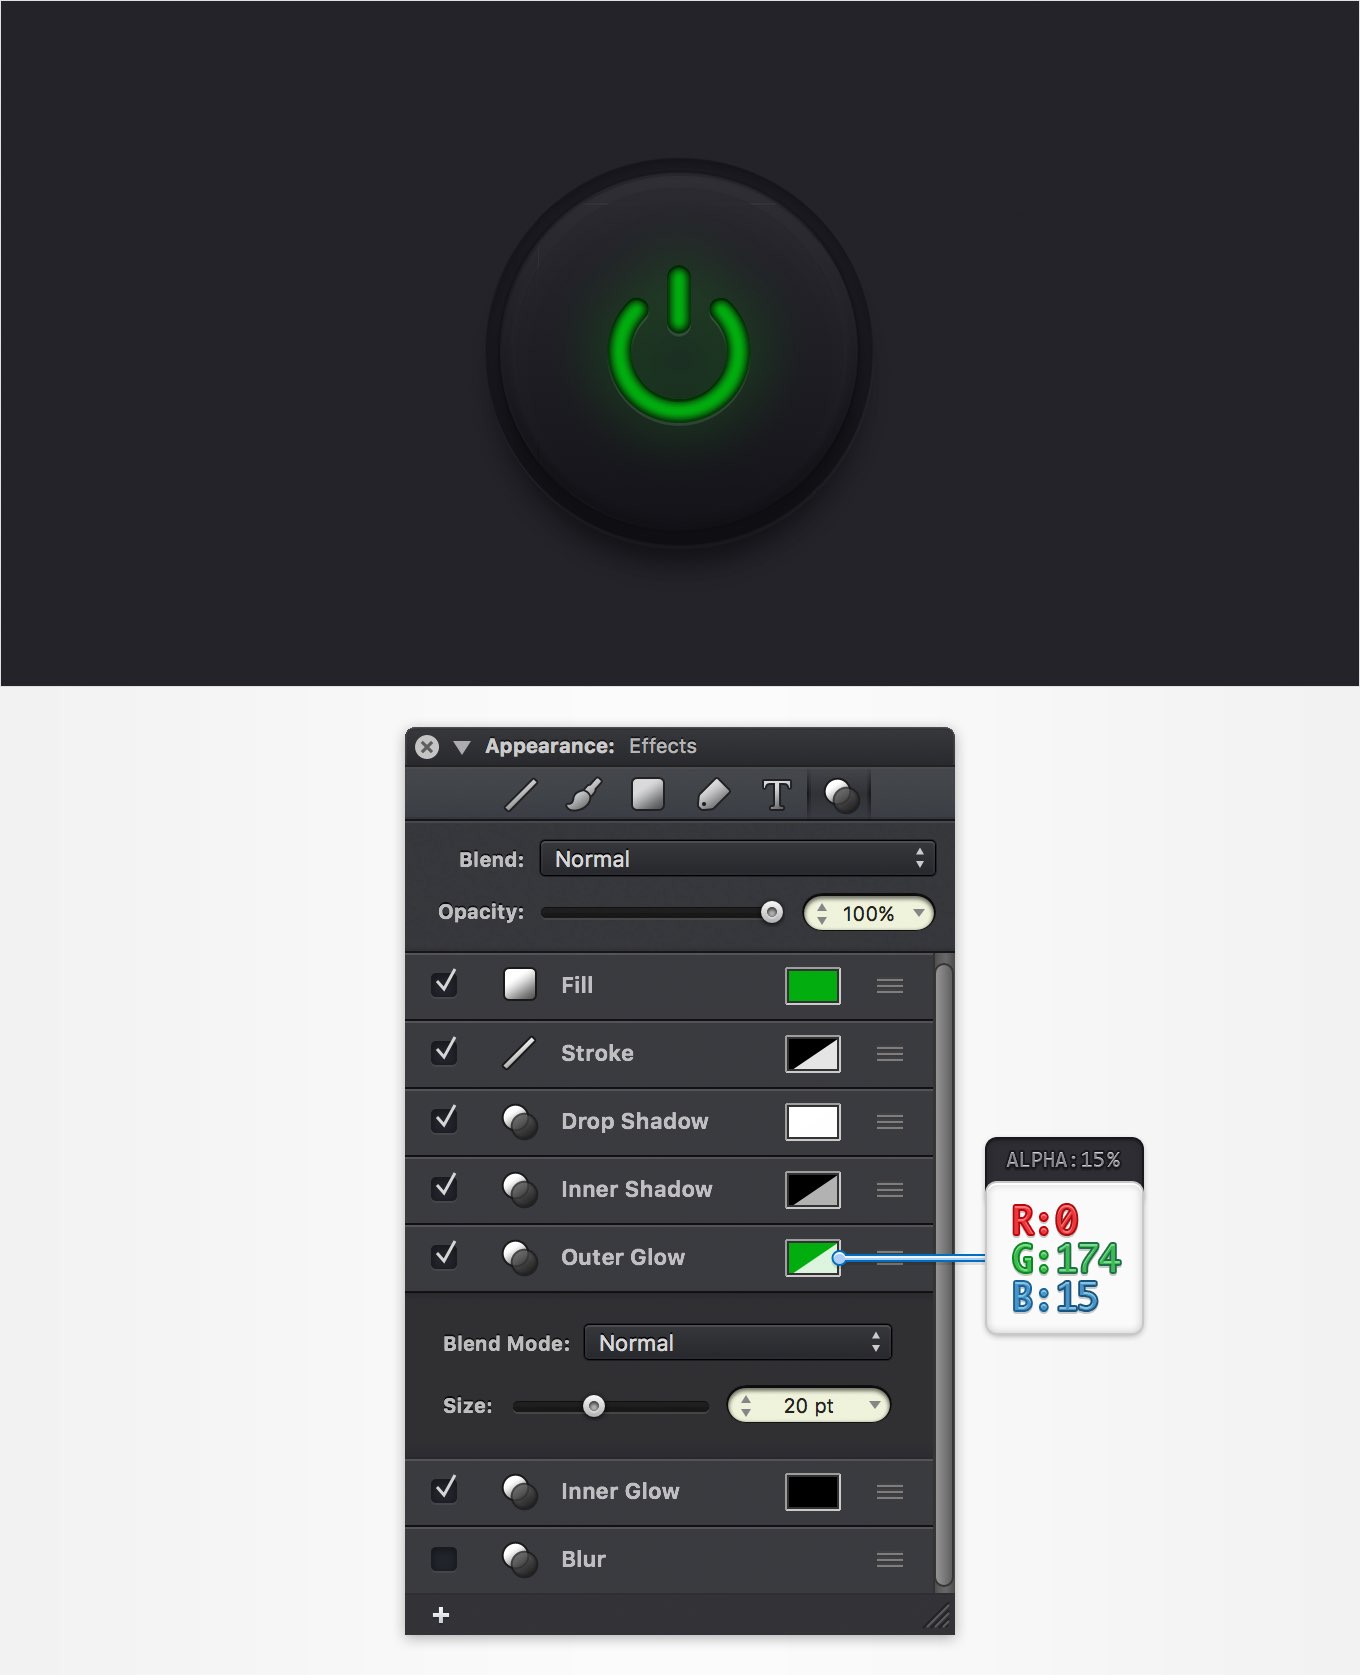 Appearance: Effects
T
Blend: Normal
Opacity: 100%
Fill
Stroke
Drop Shadow
Inner Shadow
Outer Glow
ALPHA:15%
R:0
G:174
B:15
Blend Mode: Normal
Size: 20 pt
Inner Glow
Blur
+